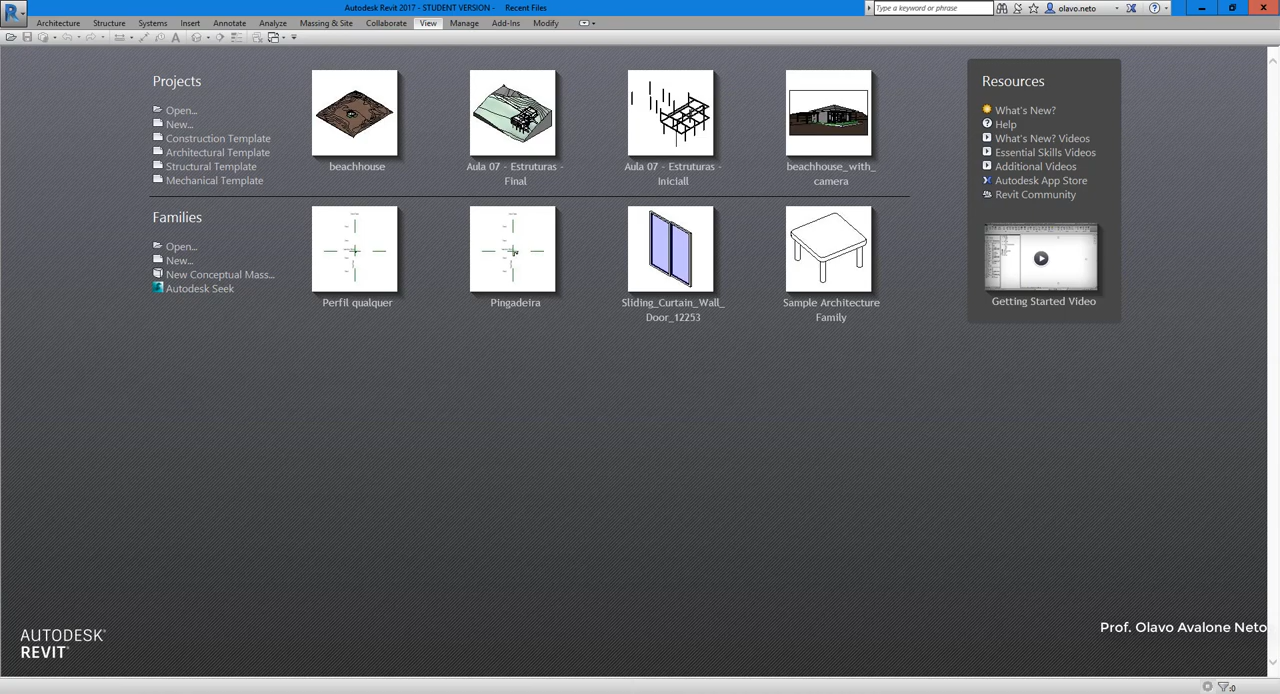 Autodesk Revit 2017 - STUDENT VERSION - Recent Files
Type a keyword or phrase
olavo.neto
Architecture Structure Systems Insert Annotate Analyze Massing & Site Collaborate View Manage Add-Ins Modify
Projects
Open...
New...
Construction Template
Architectural Template
Structural Template
Mechanical Template
beachhouse
Aula 07 - Estruturas -
Final
Aula 07 - Estruturas -
Iniciall
beachhouse_with_
camera
Families
Open...
New...
New Conceptual Mass...
Autodesk Seek
Perfil qualquer
Pingadeira
Sliding_Curtain_Wall_
Door_12253
Sample Architecture
Family
Resources
What's New?
Help
What's New? Videos
Essential Skills Videos
Additional Videos
Autodesk App Store
Revit Community
Getting Started Video
AUTODESK®
REVIT®
Prof. Olavo Avalone Neto
:0